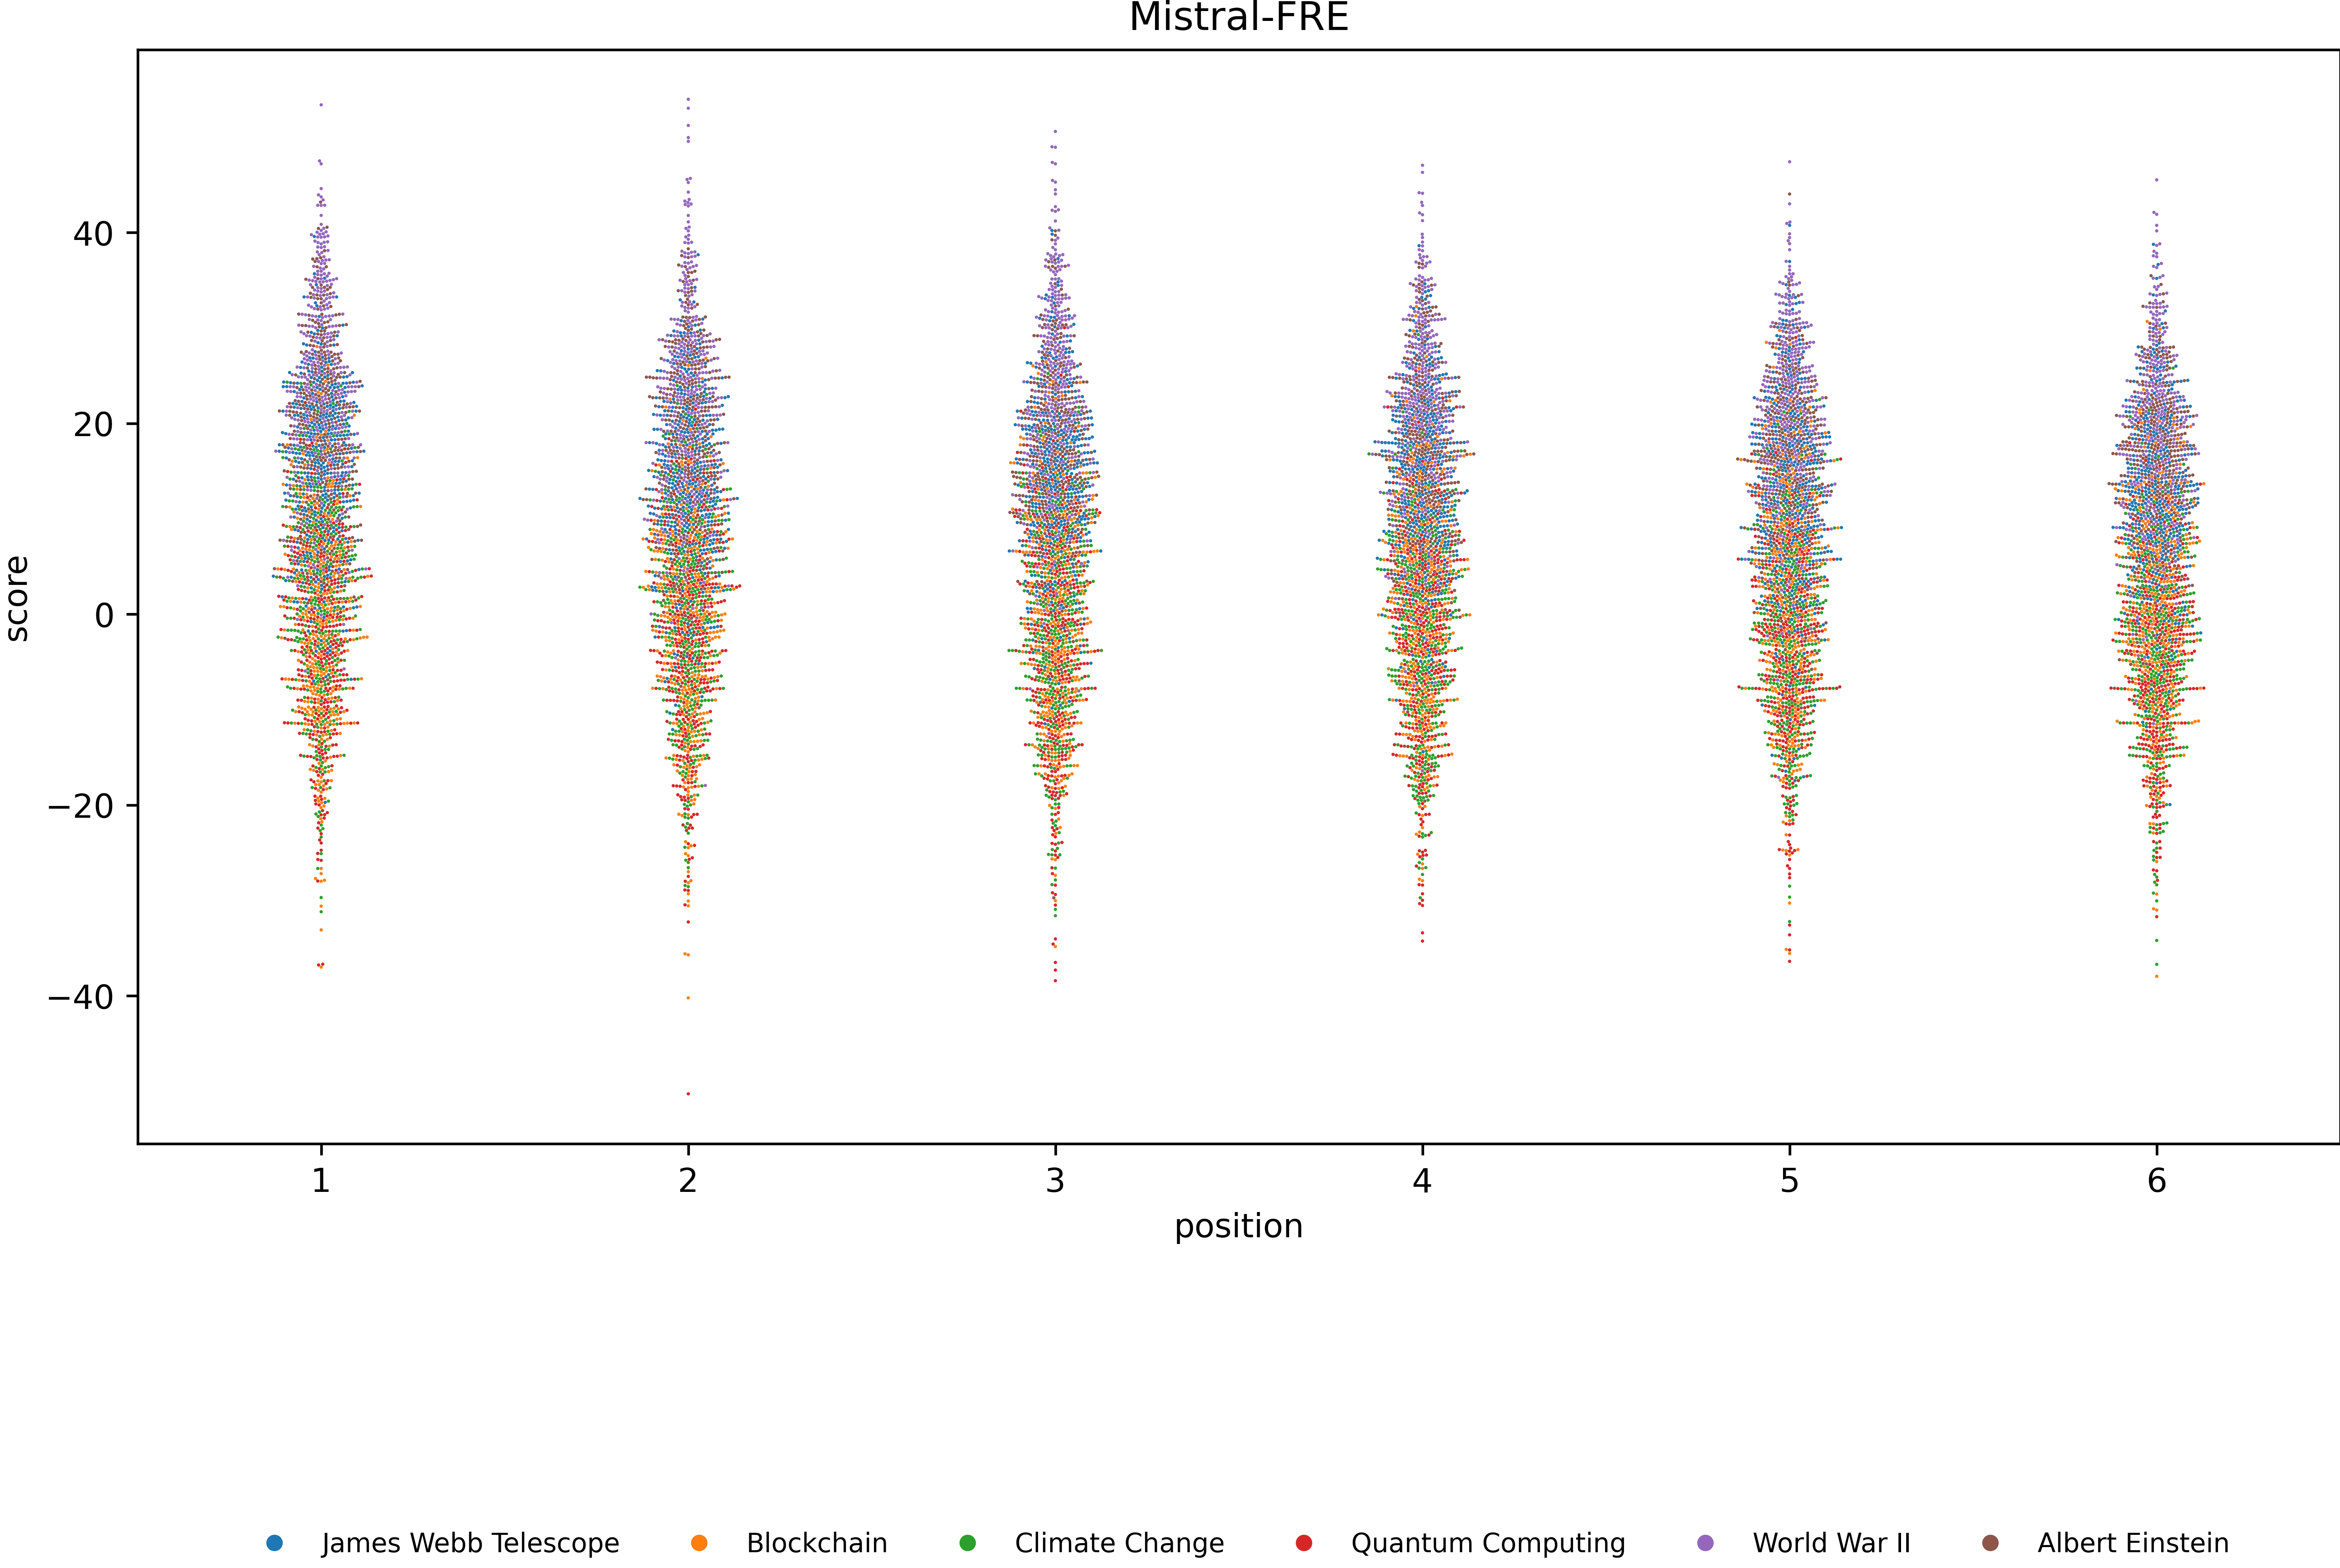 Mistral-FRE
score
40
20
0
−20
−40
1 2 3 4 5 6
position
James Webb Telescope Blockchain Climate Change Quantum Computing World War II Albert Einstein